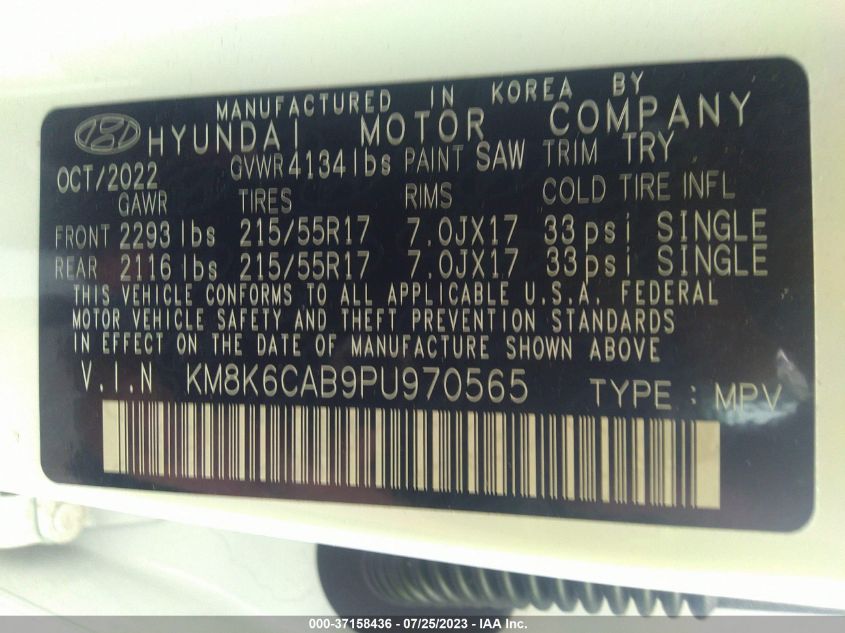 MANUFACTURED IN KOREA BY
HYUNDAI MOTOR COMPANY
OCT/2022 GVWR 4134 lbs PAINT SAW TRIM TRY
GAWR TIRES RIMS COLD TIRE INFL
FRONT 2293 lbs 215/55R17 7.0JX17 33 psi SINGLE
REAR 2116 lbs 215/55R17 7.0JX17 33 psi SINGLE
THIS VEHICLE CONFORMS TO ALL APPLICABLE U.S.A. FEDERAL
MOTOR VEHICLE SAFETY AND THEFT PREVENTION STANDARDS
IN EFFECT ON THE DATE OF MANUFACTURE SHOWN ABOVE
V.I.N KM8K6CAB9PU970565 TYPE : MPV
000-37158436 / 07/25/2023 - IAA Inc.